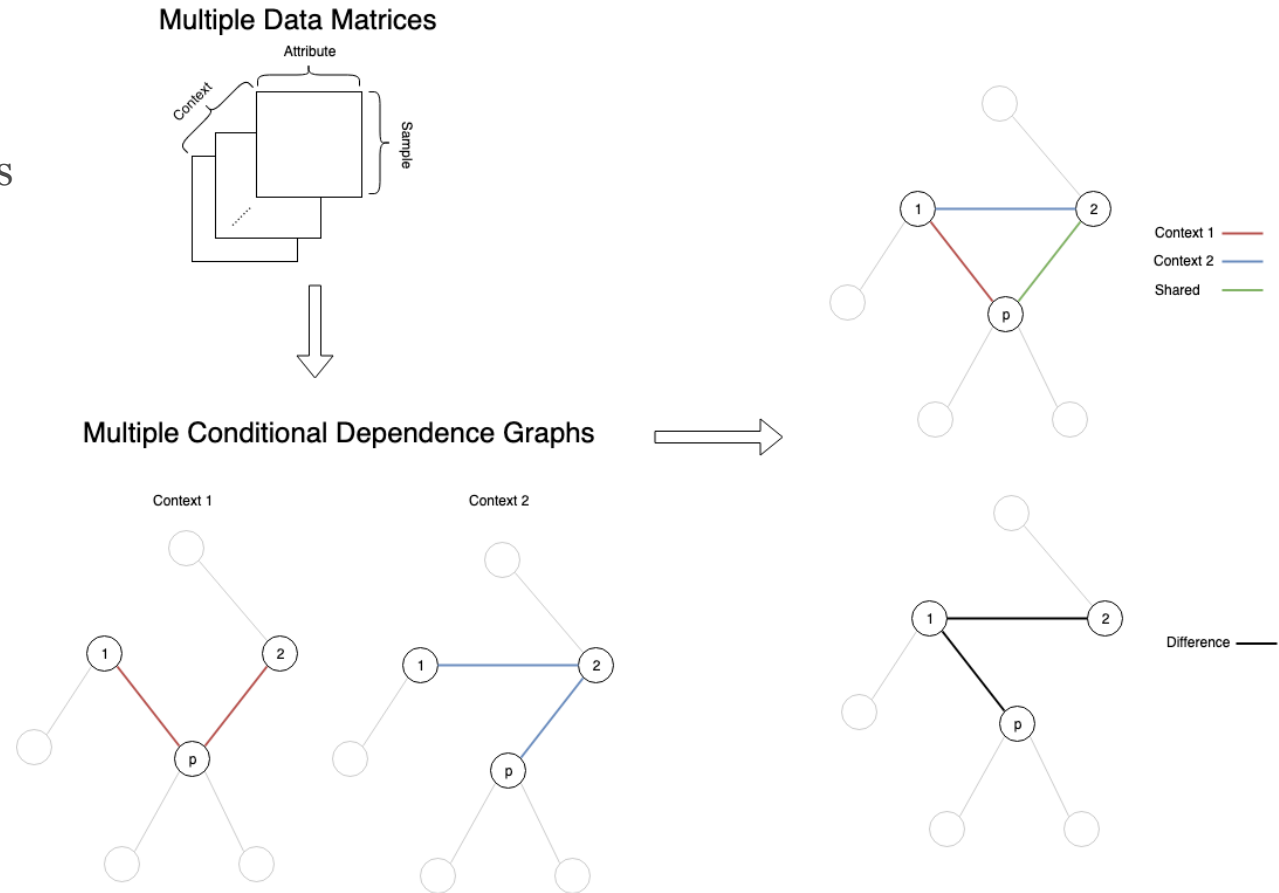 Multiple Data Matrices
Attribute
Context
Sample
s
Multiple Conditional Dependence Graphs
Context 1
1
2
p
Context 2
1
2
p
1
2
p
Context 1
Context 2
Shared
1
2
p
Difference